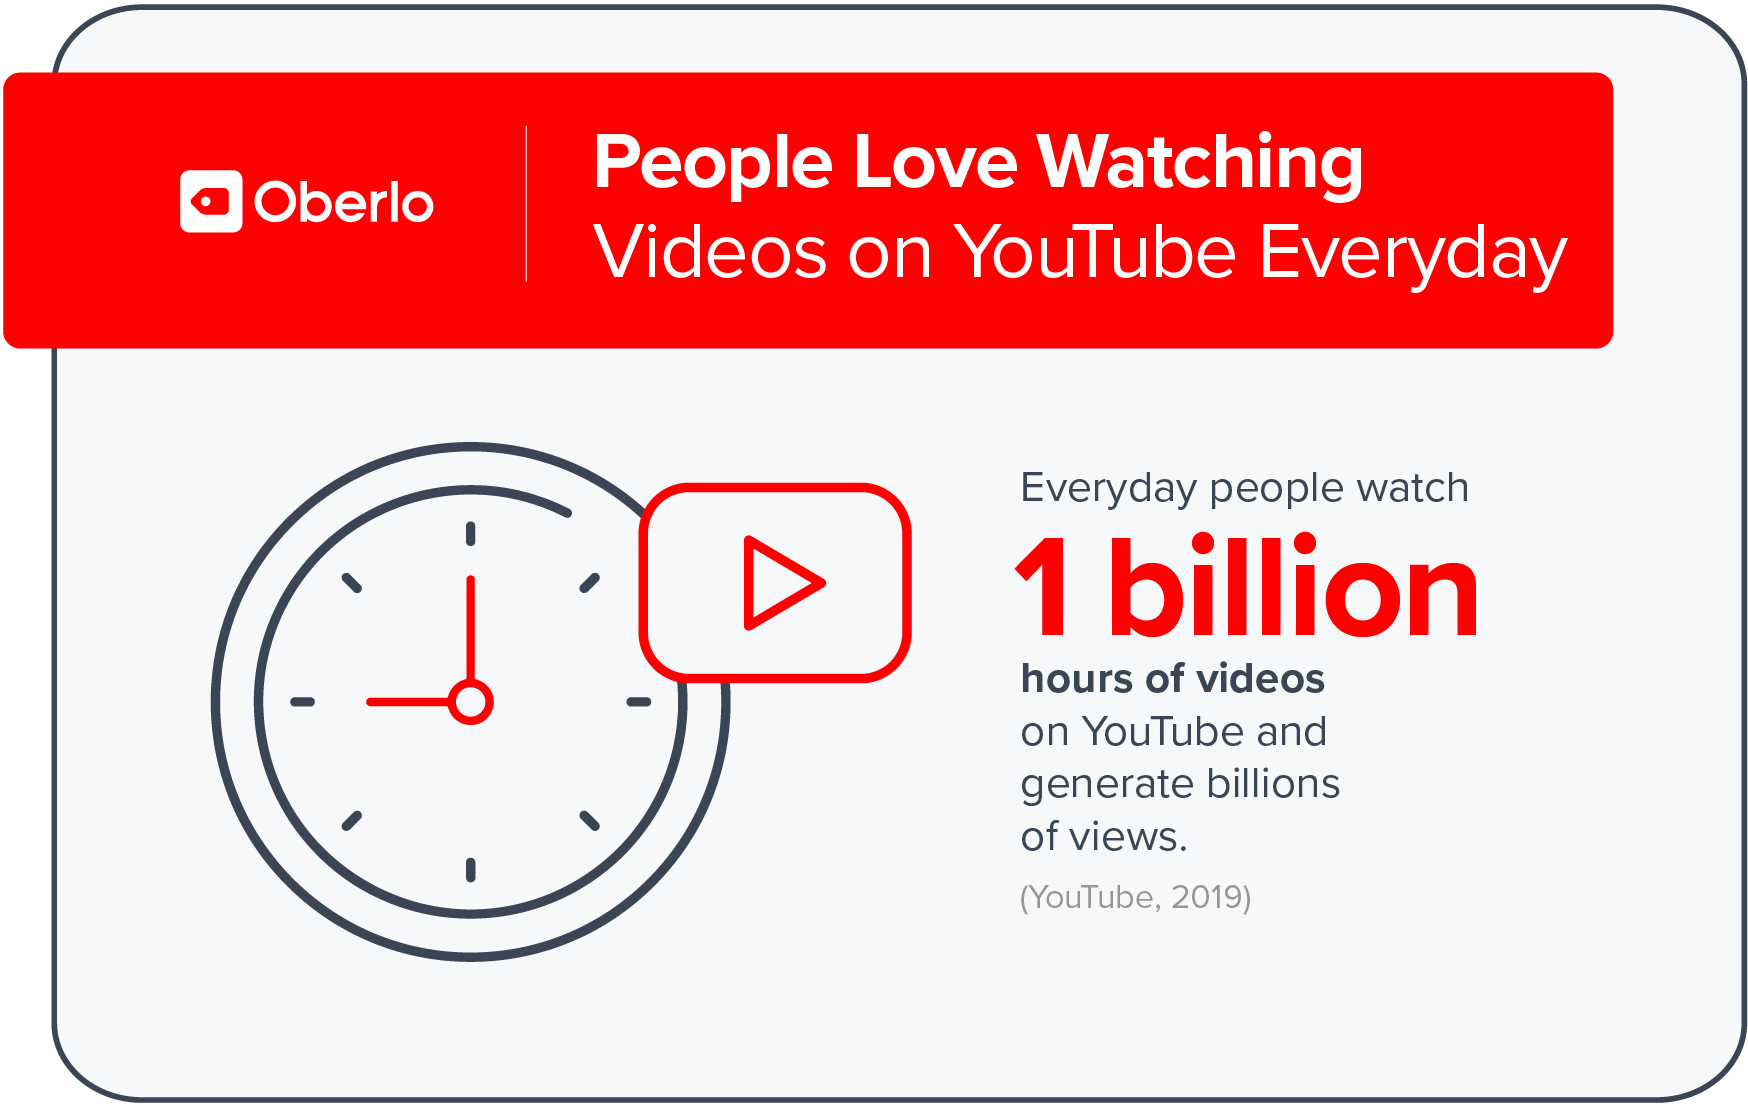 Oberlo
People Love Watching
Videos on YouTube Everyday
Everyday people watch
1 billion
hours of videos
on YouTube and
generate billions
of views.
(YouTube, 2019)